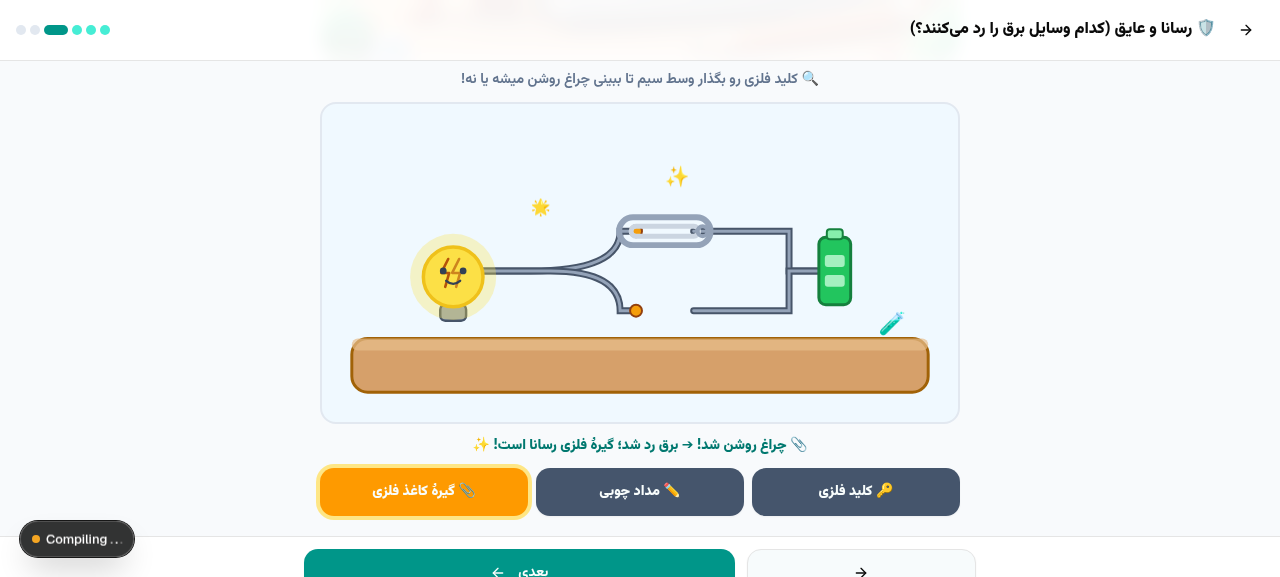 🛡️ رسانا و عایق (کدام وسایل برق را رد می‌کنند؟)
🔍 کلید فلزی رو بگذار وسط سیم تا ببینی چراغ روشن میشه یا نه!
📎 چراغ روشن شد! → برق رد شد؛ گیرهٔ فلزی رسانا است! ✨
🔑 کلید فلزی
✏️ مداد چوبی
📎 گیرهٔ کاغذ فلزی
Compiling ...
بعدی ←